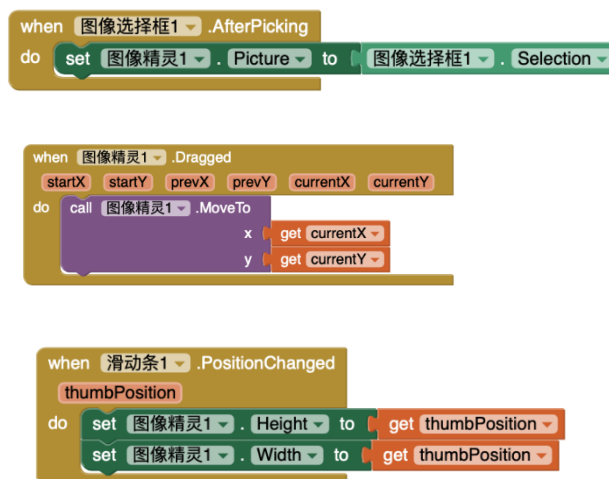 when 图像选择框1 .AfterPicking
do set 图像精灵1 . Picture to 图像选择框1 . Selection
when 图像精灵1 .Dragged
startX startY prevX prevY currentX currentY
do call 图像精灵1 .MoveTo
x get currentX
y get currentY
when 滑动条1 .PositionChanged
thumbPosition
do set 图像精灵1 . Height to get thumbPosition
set 图像精灵1 . Width to get thumbPosition